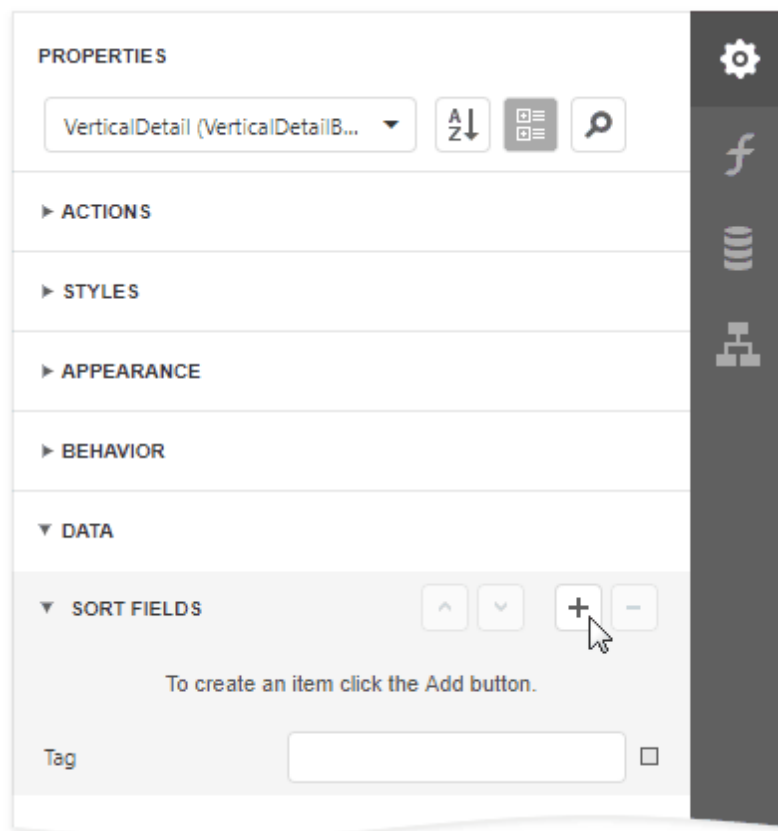 PROPERTIES
VerticalDetail (VerticalDetailB...
A
Z
ACTIONS
STYLES
APPEARANCE
BEHAVIOR
DATA
SORT FIELDS
To create an item click the Add button.
Tag